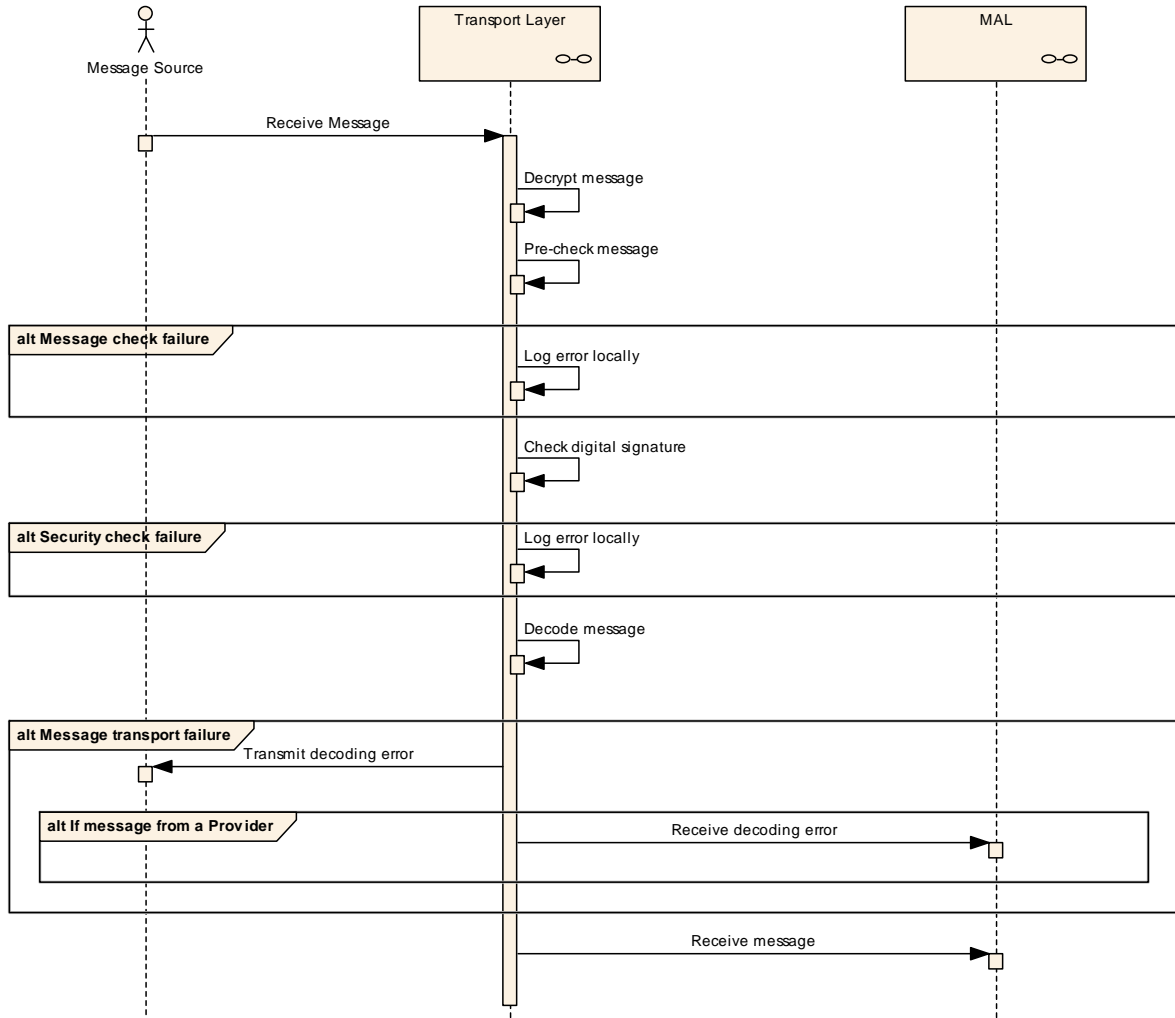 Message Source
Transport Layer
MAL
Receive Message
Decrypt message
Pre-check message
alt Message check failure
Log error locally
Check digital signature
alt Security check failure
Log error locally
Decode message
alt Message transport failure
Transmit decoding error
alt If message from a Provider
Receive decoding error
Receive message